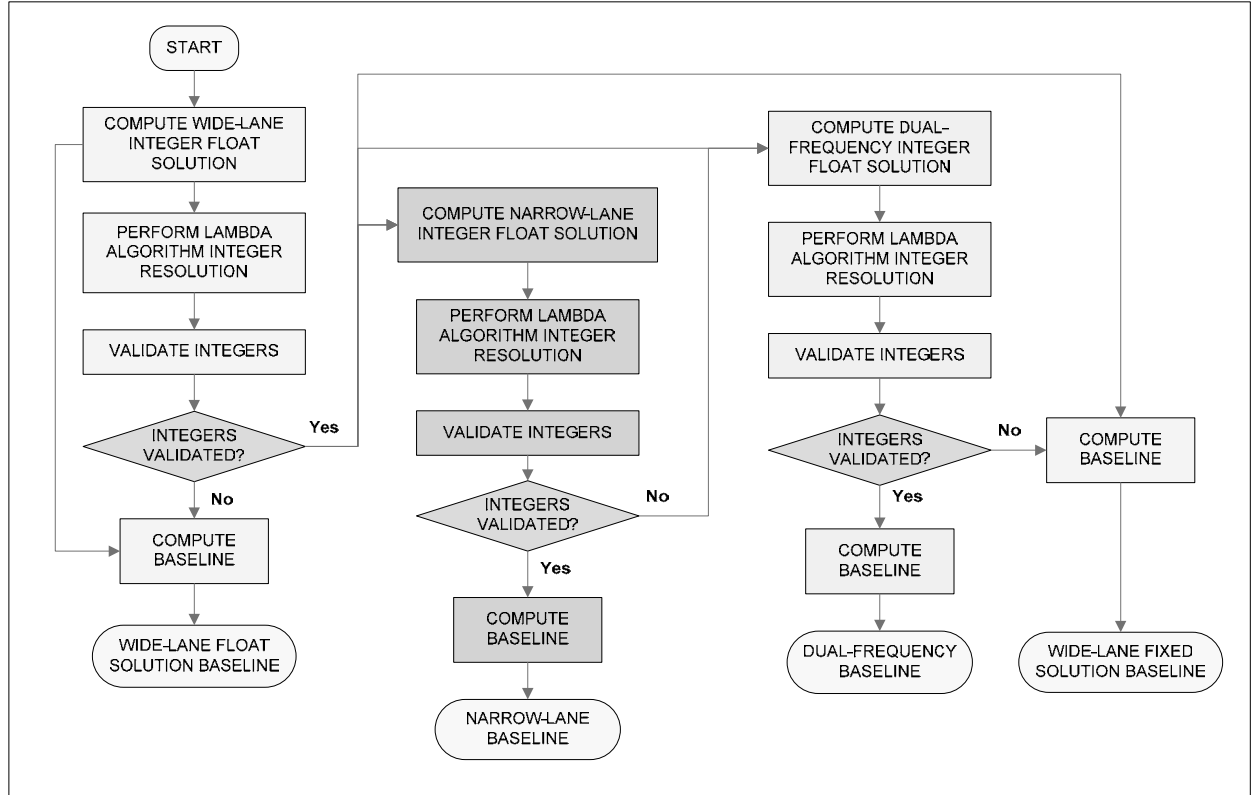 START
COMPUTE WIDE-LANE
INTEGER FLOAT
SOLUTION
PERFORM LAMBDA
ALGORITHM INTEGER
RESOLUTION
VALIDATE INTEGERS
INTEGERS
VALIDATED?
Yes
No
COMPUTE
BASELINE
WIDE-LANE FLOAT
SOLUTION BASELINE
COMPUTE NARROW-LANE
INTEGER FLOAT SOLUTION
PERFORM LAMBDA
ALGORITHM INTEGER
RESOLUTION
VALIDATE INTEGERS
INTEGERS
VALIDATED?
No
Yes
COMPUTE
BASELINE
NARROW-LANE
BASELINE
COMPUTE DUAL-
FREQUENCY INTEGER
FLOAT SOLUTION
PERFORM LAMBDA
ALGORITHM INTEGER
RESOLUTION
VALIDATE INTEGERS
INTEGERS
VALIDATED?
No
Yes
COMPUTE
BASELINE
DUAL-FREQUENCY
BASELINE
COMPUTE
BASELINE
WIDE-LANE FIXED
SOLUTION BASELINE